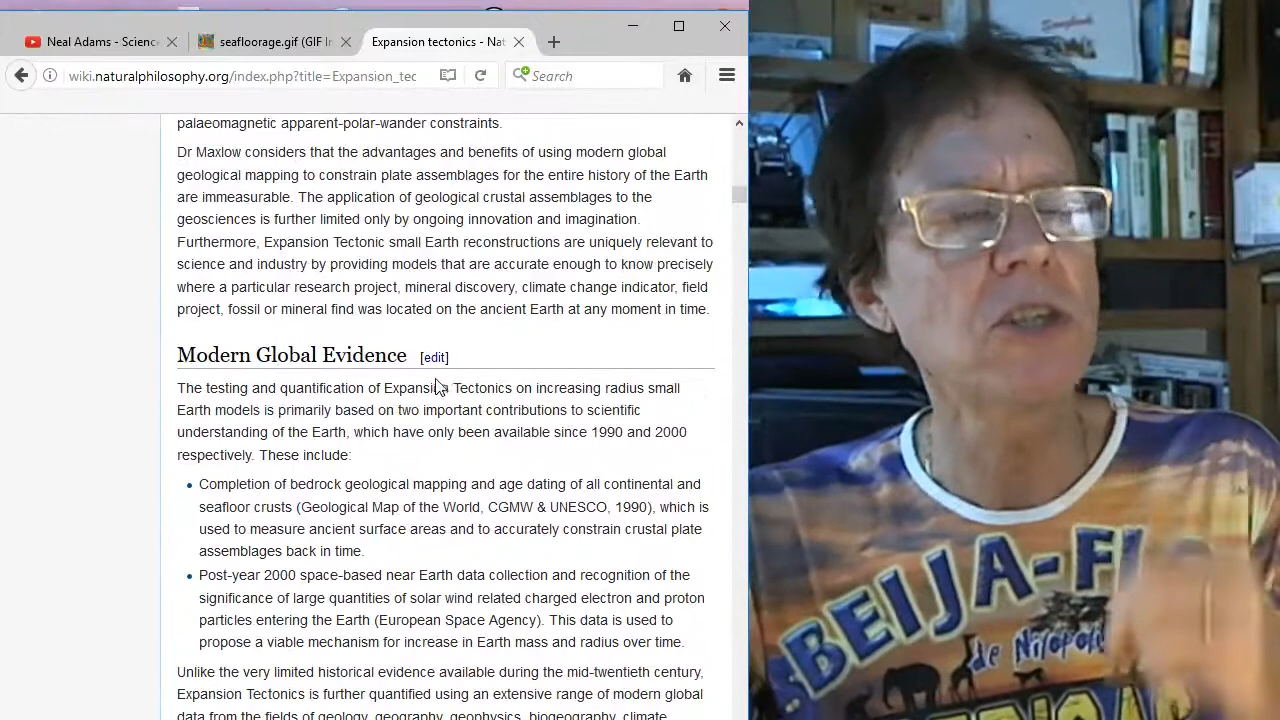 Neal Adams - Scienc
seafloorage.gif (GIF I
Expansion tectonics - Nat
wiki.naturalphilosophy.org/index.php?title=Expansion_tec
Search
palaeomagnetic apparent-polar-wander constraints.
Dr Maxlow considers that the advantages and benefits of using modern global
geological mapping to constrain plate assemblages for the entire history of the Earth
are immeasurable. The application of geological crustal assemblages to the
geosciences is further limited only by ongoing innovation and imagination.
Furthermore, Expansion Tectonic small Earth reconstructions are uniquely relevant to
science and industry by providing models that are accurate enough to know precisely
where a particular research project, mineral discovery, climate change indicator, field
project, fossil or mineral find was located on the ancient Earth at any moment in time.
Modern Global Evidence [edit]
The testing and quantification of Expansion Tectonics on increasing radius small
Earth models is primarily based on two important contributions to scientific
understanding of the Earth, which have only been available since 1990 and 2000
respectively. These include:
Completion of bedrock geological mapping and age dating of all continental and
seafloor crusts (Geological Map of the World, CGMW & UNESCO, 1990), which is
used to measure ancient surface areas and to accurately constrain crustal plate
assemblages back in time.
Post-year 2000 space-based near Earth data collection and recognition of the
significance of large quantities of solar wind related charged electron and proton
particles entering the Earth (European Space Agency). This data is used to
propose a viable mechanism for increase in Earth mass and radius over time.
Unlike the very limited historical evidence available during the mid-twentieth century,
Expansion Tectonics is further quantified using an extensive range of modern global
data from the fields of geology, geography, geophysics, biogeography, climate
BEIJA-F
de Nilopoli